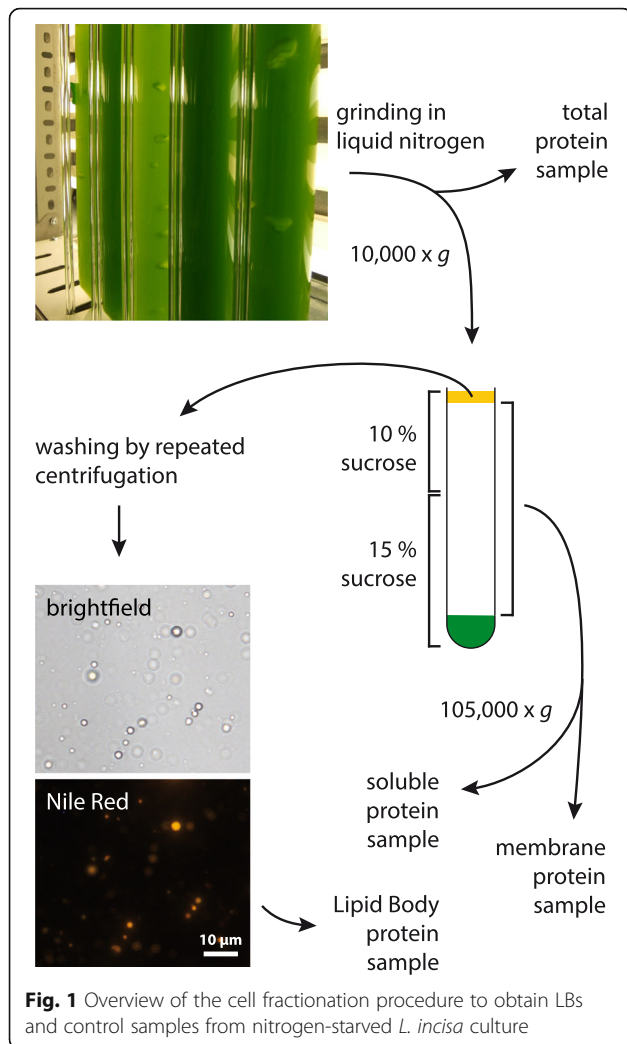 grinding in
liquid nitrogen
total
protein
sample
10,000 x g
10 %
sucrose
15 %
sucrose
washing by repeated
centrifugation
brightfield
Nile Red
10 µm
105,000 x g
soluble
protein
sample
membrane
protein
sample
Lipid Body
protein
sample
Fig. 1 Overview of the cell fractionation procedure to obtain LBs
and control samples from nitrogen-starved L. incisa culture